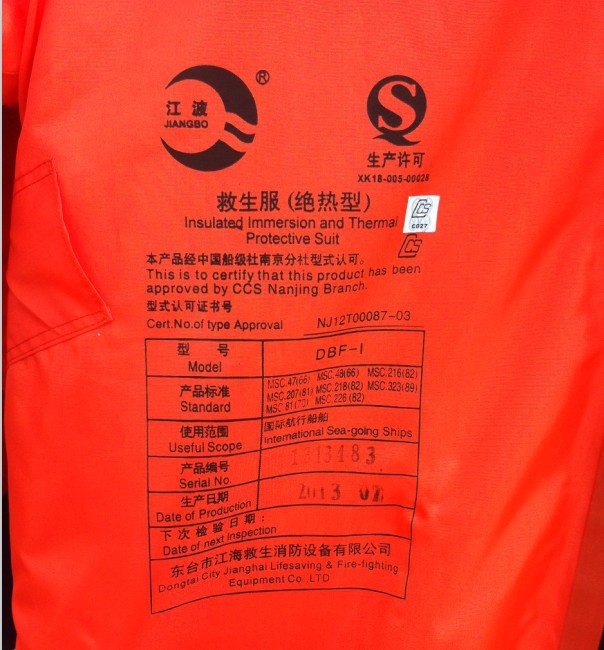 ®
江 波
JIANGBO
S
生产许可
XK18-005-00028
救生服 (绝热型)
Insulated Immersion and Thermal
Protective Suit
CCS
C027
CCS
本产品经中国船级社南京分社型式认可。
This is to certify that this product has been
approved by CCS Nanjing Branch.
型式认可证书号
Cert.No.of type Approval NJ12T00087-03
型 号 DBF-I
Model
产品标准 MSC.47(66) MSC.48(66) MSC.216(82)
Standard MSC.207(81) MSC.218(82) MSC.323(89)
MSC.81(70) MSC.226(82)
使用范围 国际航行船舶
Useful Scope International Sea-going Ships
产品编号
Serial No. 1313483
生产日期 2013 07
Date of Production
下 次 检 验 日 期 :
Date of next Inspection
东台市江海救生消防设备有限公司
Dongtai City Jianghai Lifesaving & Fire-fighting
Equipment Co.,LTD